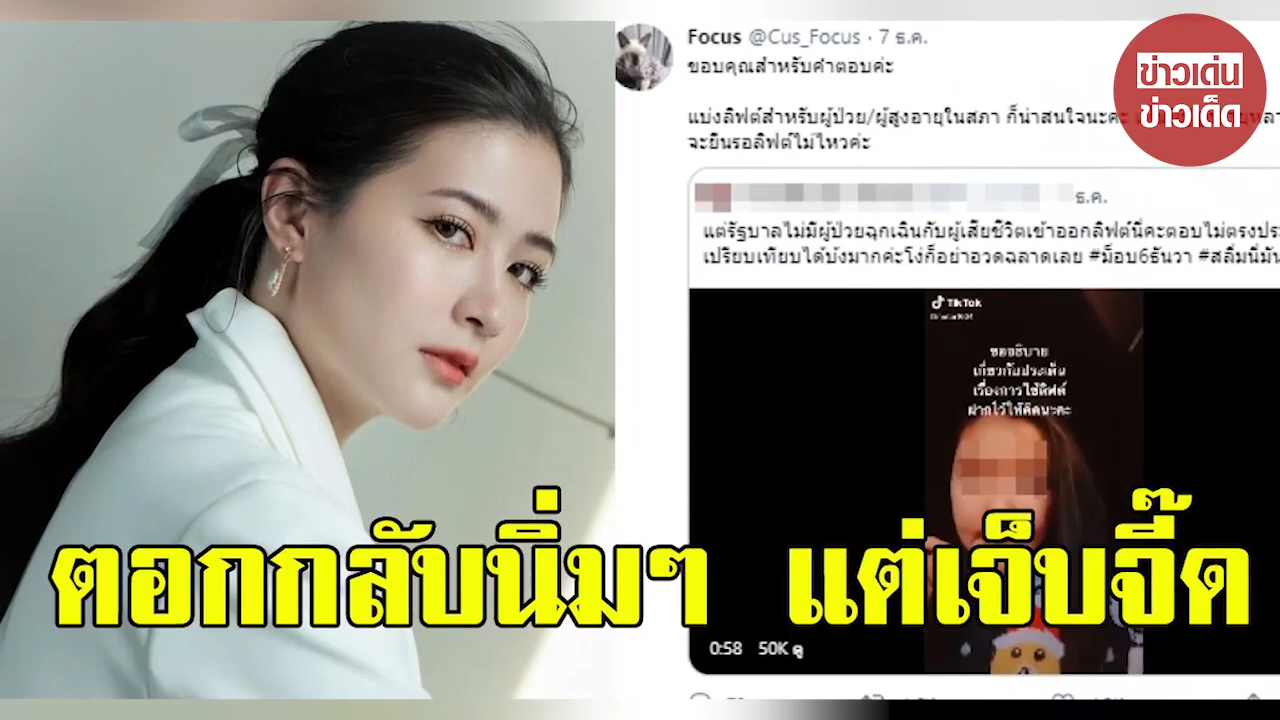 Focus @Cus_Focus · 7 ธ.ค.
ขอบคุณสำหรับคำตอบค่ะ
แบ่งลิฟต์สำหรับผู้ป่วย/ผู้สูงอายุในสภา ก็น่าสนใจนะคะ
จะยืนรอลิฟต์ไม่ไหวค่ะ
ข่าวเด่น
ข่าวเด็ด
ธ.ค.
แต่รัฐบาลไม่มีผู้ป่วยฉุกเฉินกับผู้เสียชีวิตเข้าออกลิฟต์นี่คะตอบไม่ตรงประ
เปรียบเทียบได้บ้งมากค่ะโง่ก็อย่าอวดฉลาดเลย #ม็อบ6ธันวา #สลิ่มนี่มัน
TikTok
ขออธิบาย
เกี่ยวกับประเด็น
เรื่องการใช้ลิฟต์
ฝากไว้ให้คิดนะคะ
ตอกกลับนิ่มๆ แต่เจ็บจี๊ด
0:58 50K ดู